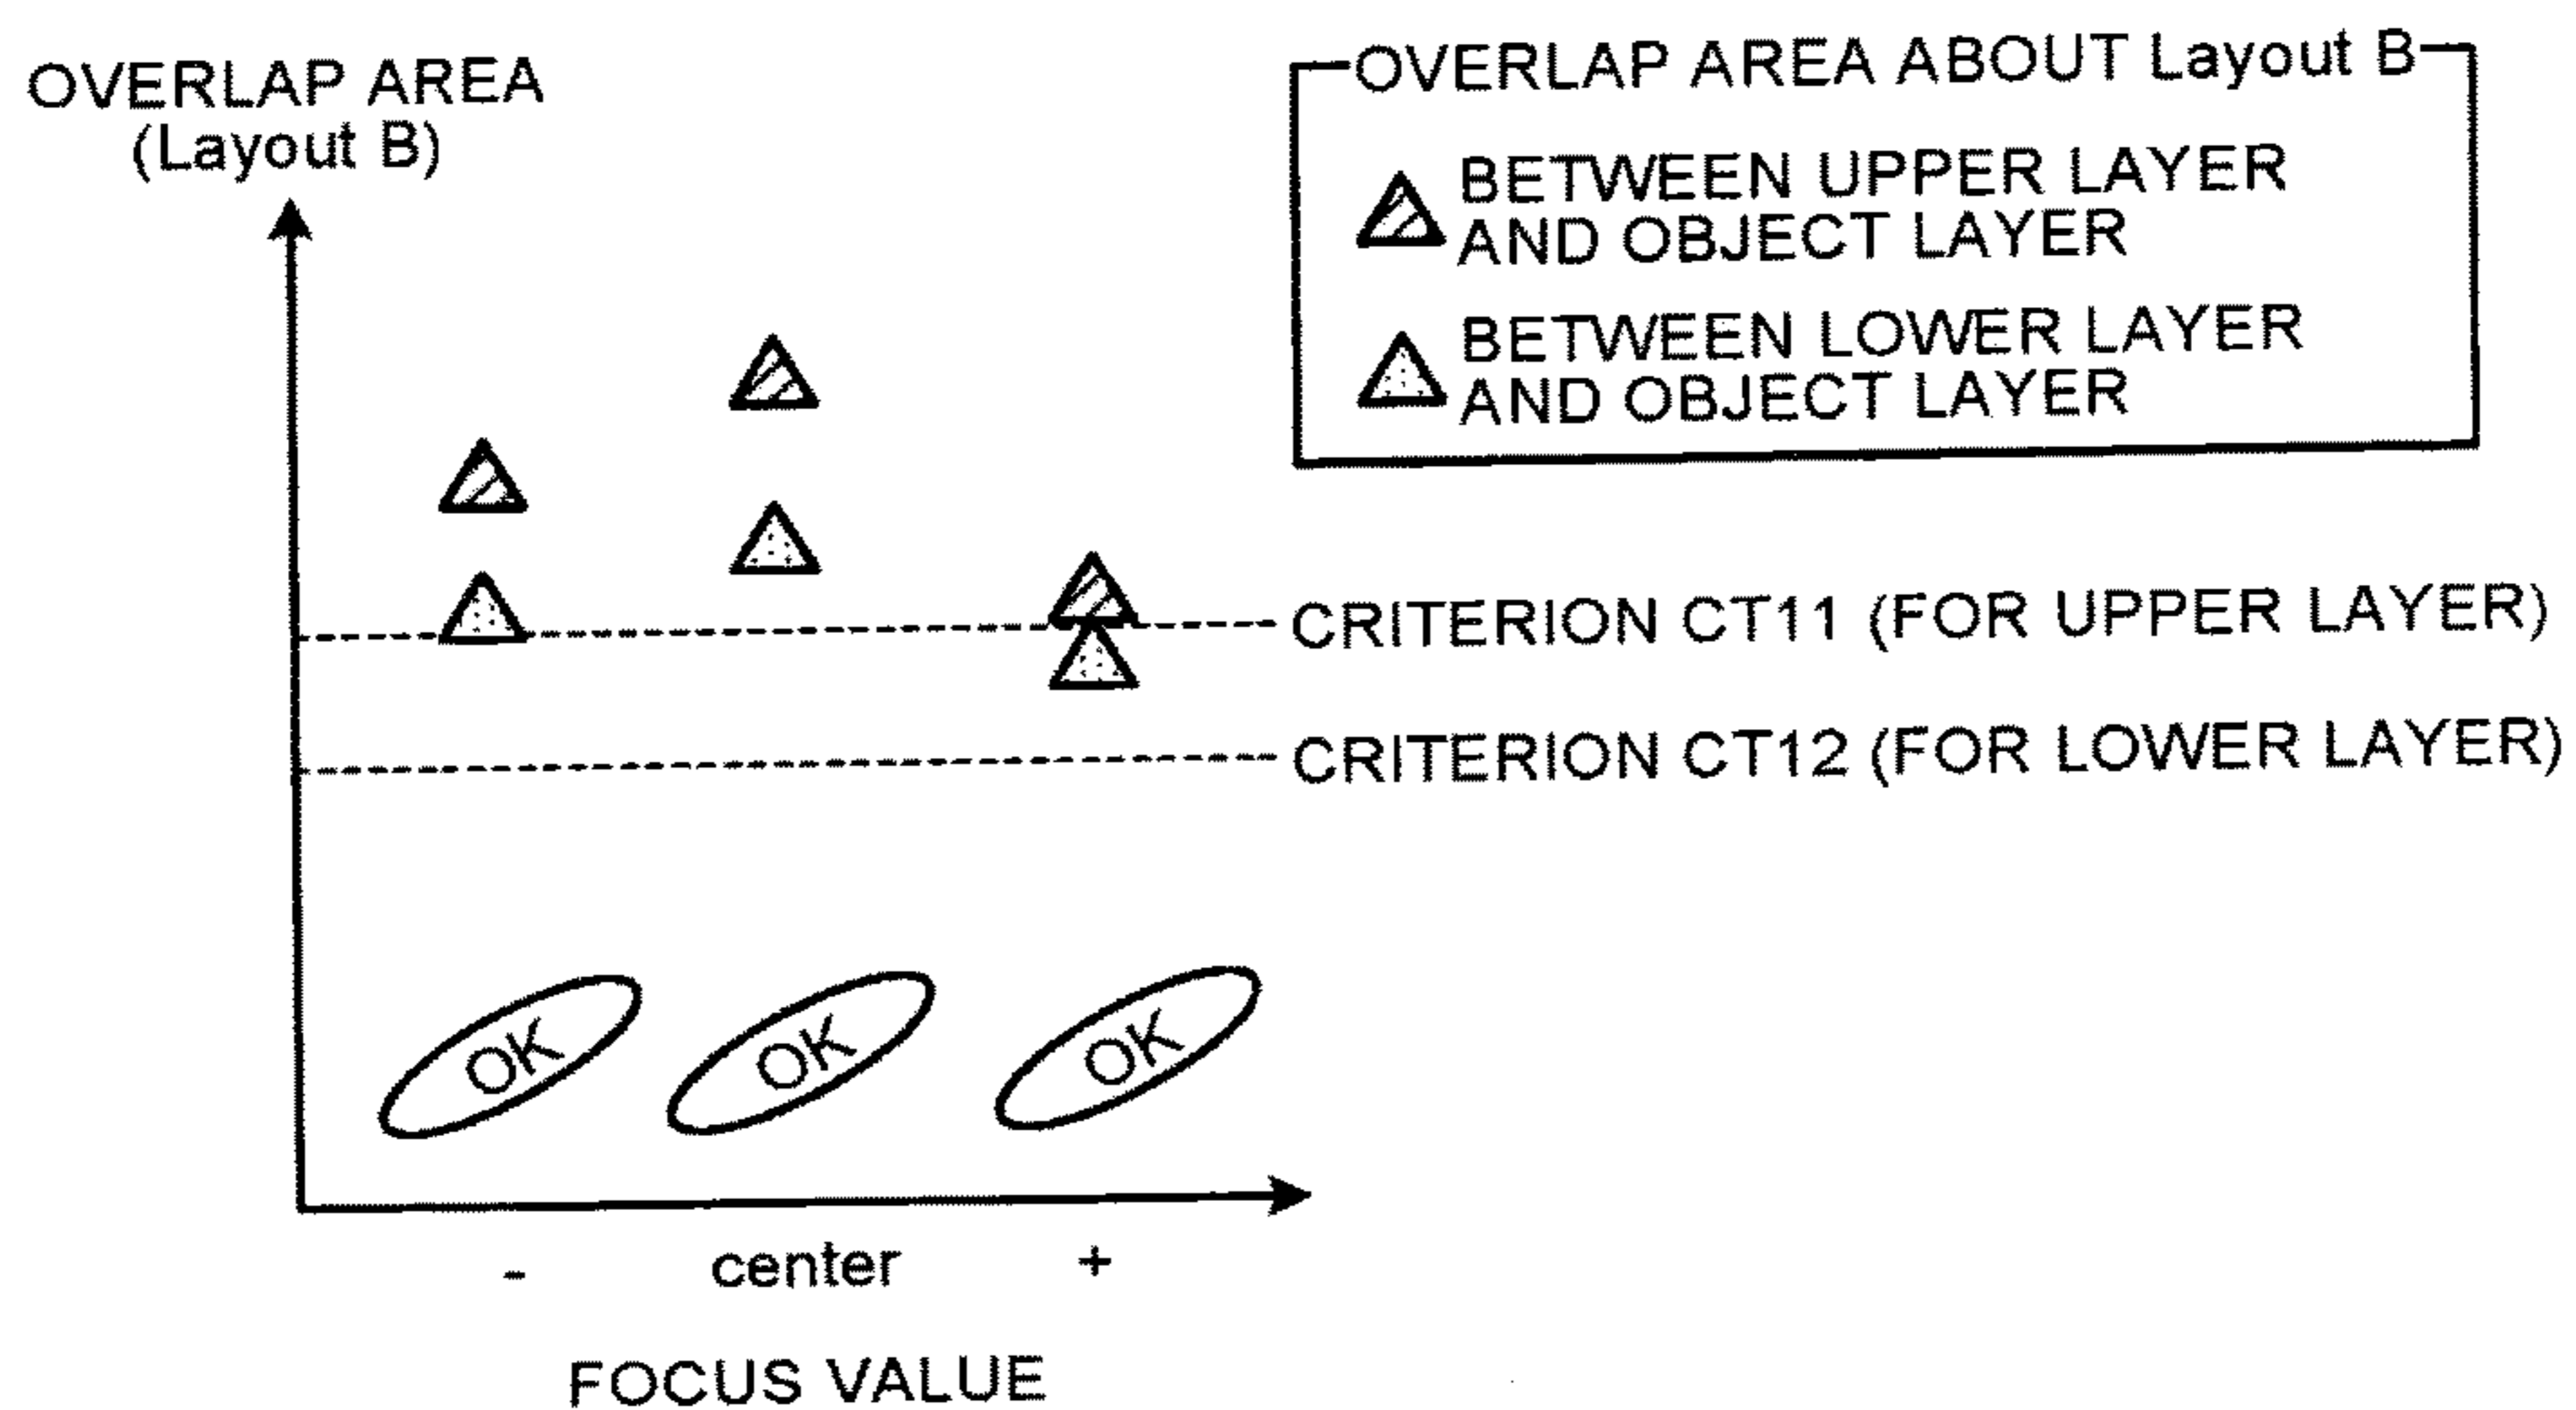 OVERLAP AREA
(Layout B)
OVERLAP AREA ABOUT Layout B
BETWEEN UPPER LAYER
AND OBJECT LAYER
BETWEEN LOWER LAYER
AND OBJECT LAYER
CRITERION CT11 (FOR UPPER LAYER)
CRITERION CT12 (FOR LOWER LAYER)
OK OK OK
- center +
FOCUS VALUE